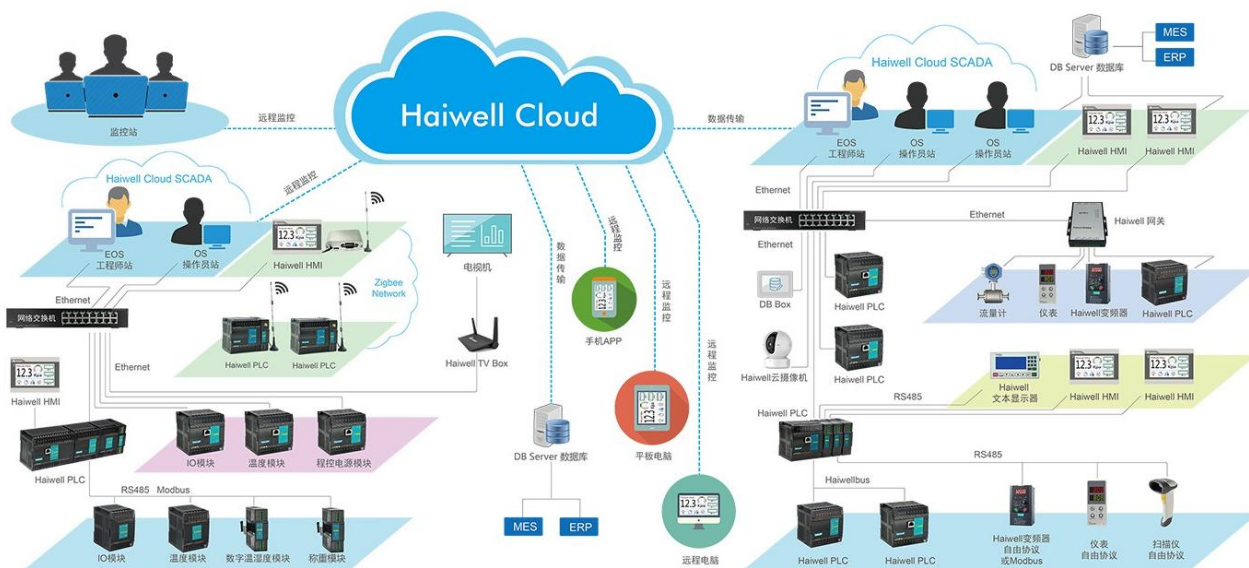 Haiwell Cloud
监控站
远程监控
Haiwell Cloud SCADA
远程监控
EOS
工程师站
OS
操作员站
Haiwell HMI
Zigbee
Network
Ethernet
网络交换机
Haiwell PLC
Haiwell PLC
Ethernet
Haiwell HMI
Haiwell PLC
IO模块
温度模块
程控电源模块
RS485
Modbus
IO模块
温度模块
数字温湿度模块
称重模块
电视机
Haiwell TV Box
数据传输
DB Server 数据库
MES
ERP
远程监控
手机APP
远程监控
平板电脑
远程监控
远程电脑
数据传输
Haiwell Cloud SCADA
DB Server 数据库
MES
ERP
EOS
工程师站
OS
操作员站
OS
操作员站
Haiwell HMI
Haiwell HMI
Ethernet
网络交换机
Ethernet
Ethernet
Haiwell 网关
DB Box
Haiwell PLC
流量计
仪表
Haiwell变频器
Haiwell PLC
Haiwell云摄像机
Haiwell PLC
Haiwell PLC
RS485
Haiwell
文本显示器
Haiwell HMI
Haiwell HMI
RS485
Haiwellbus
Haiwell PLC
Haiwell PLC
Haiwell变频器
自由协议
或Modbus
仪表
自由协议
扫描仪
自由协议